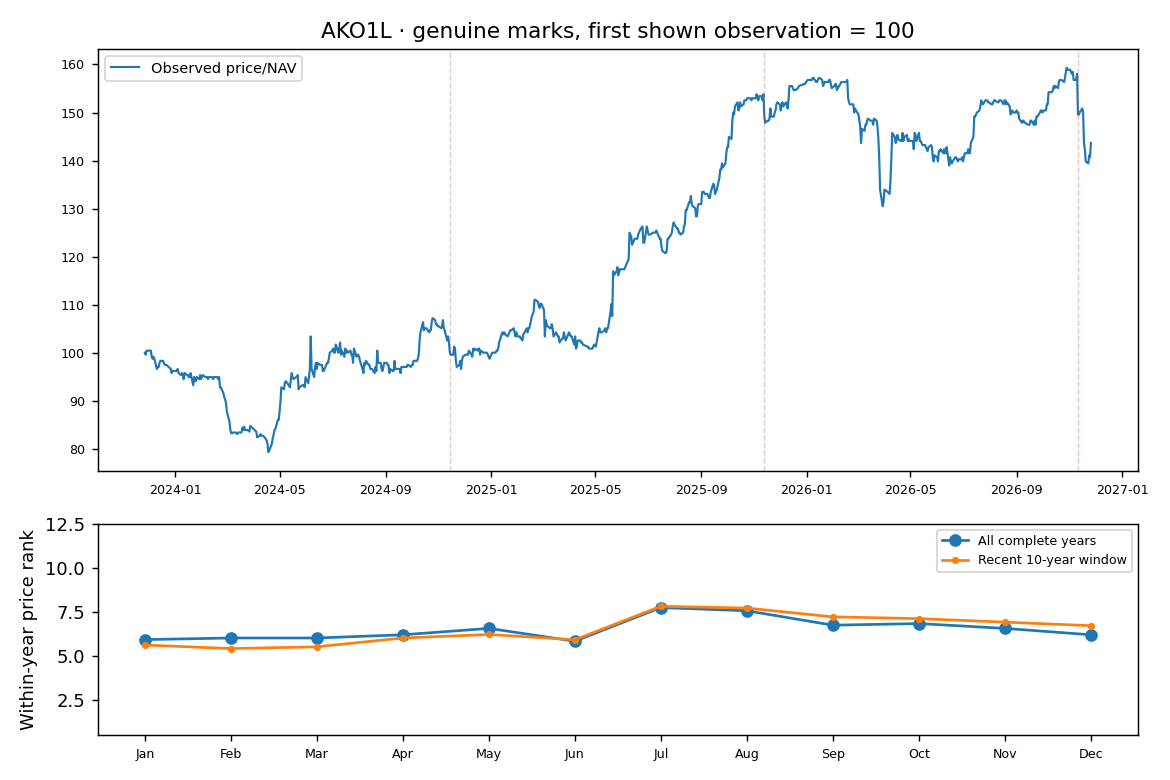 AKO1L · genuine marks, first shown observation = 100
Observed price/NAV
160
150
140
130
120
110
100
90
80
2024-01 2024-05 2024-09 2025-01 2025-05 2025-09 2026-01 2026-05 2026-09 2027-01
Within-year price rank
12.5
10.0
7.5
5.0
2.5
All complete years
Recent 10-year window
Jan Feb Mar Apr May Jun Jul Aug Sep Oct Nov Dec